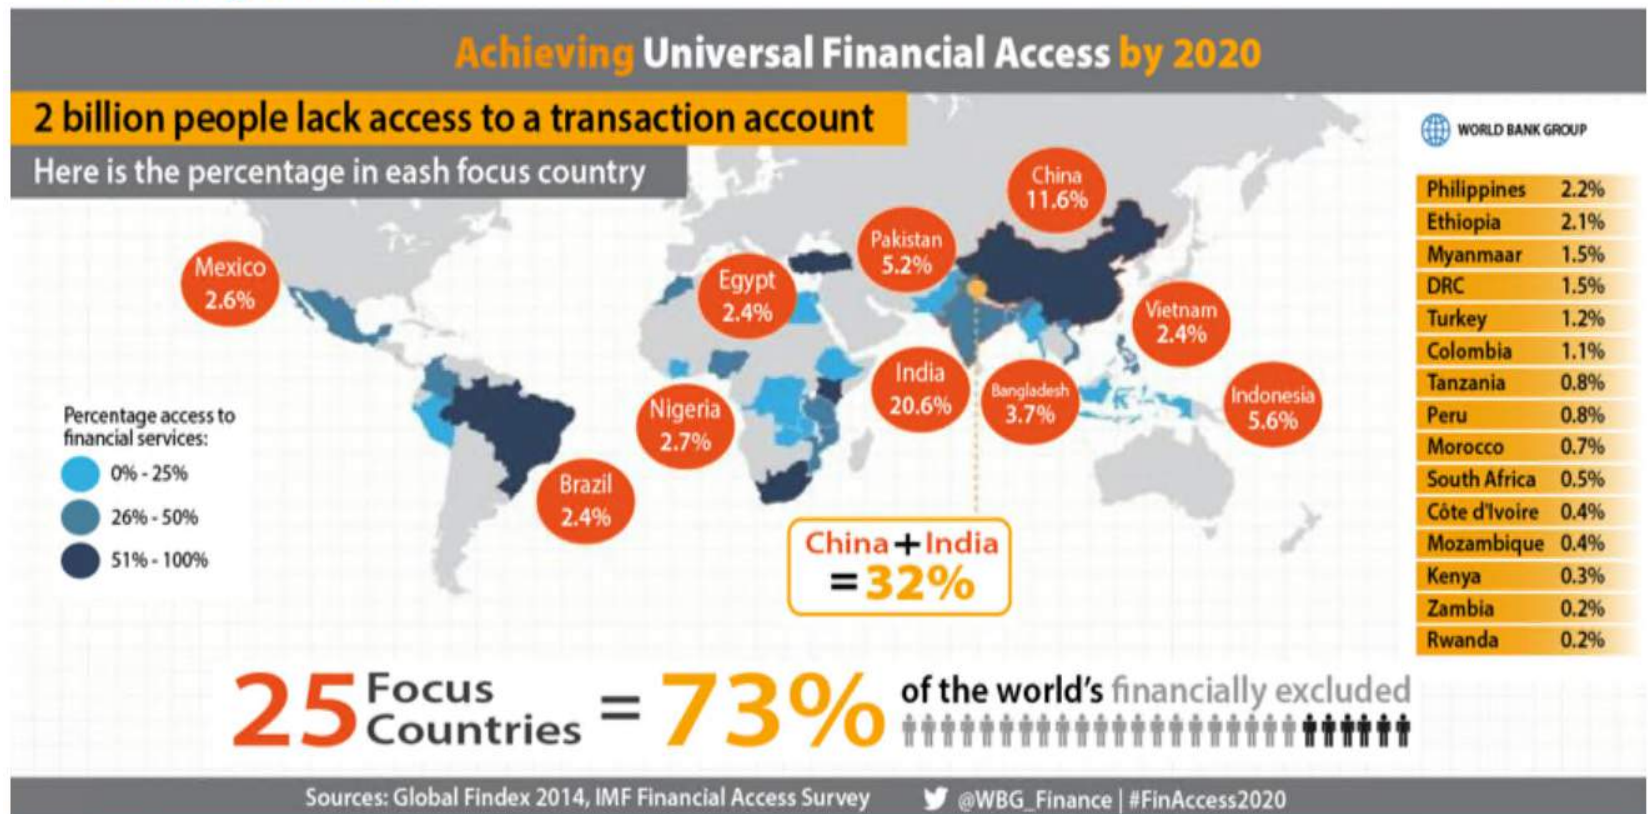 Achieving Universal Financial Access by 2020
2 billion people lack access to a transaction account
Here is the percentage in eash focus country
WORLD BANK GROUP
Mexico
2.6%
Egypt
2.4%
Pakistan
5.2%
China
11.6%
Vietnam
2.4%
India
20.6%
Bangladesh
3.7%
Indonesia
5.6%
Nigeria
2.7%
Brazil
2.4%
Percentage access to
financial services:
0% - 25%
26% - 50%
51% - 100%
China + India
= 32%
Philippines 2.2%
Ethiopia 2.1%
Myanmaar 1.5%
DRC 1.5%
Turkey 1.2%
Colombia 1.1%
Tanzania 0.8%
Peru 0.8%
Morocco 0.7%
South Africa 0.5%
Côte d'Ivoire 0.4%
Mozambique 0.4%
Kenya 0.3%
Zambia 0.2%
Rwanda 0.2%
25 Focus Countries = 73% of the world's financially excluded
Sources: Global Findex 2014, IMF Financial Access Survey @WBG_Finance | #FinAccess2020